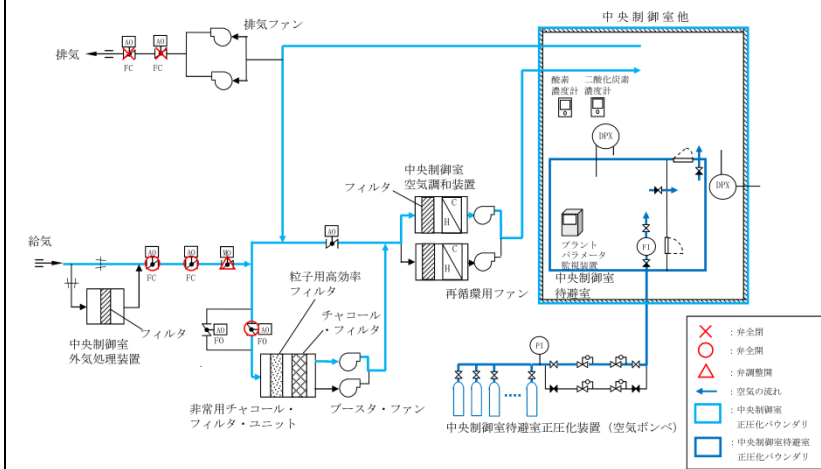 中央制御室他
排気ファン
AO
AO
排気
FC
FC
酸素
濃度計
二酸化炭素
濃度計
DPX
DPX
中央制御室
空気調和装置
フィルタ
C
H
C
H
再循環用ファン
プラント
パラメータ
監視装置
中央制御室
待避室
FI
給気
AO
AO
MO
AO
FC
FC
フィルタ
中央制御室
外気処理装置
粒子用高効率
フィルタ
チャコール・
フィルタ
AO
FO
AO
FO
非常用チャコール・
フィルタ・ユニット
ブースタ・ファン
PI
中央制御室待避室正圧化装置（空気ボンベ）
：弁全閉
：弁全開
：弁調整開
：空気の流れ
：中央制御室
正圧化バウンダリ
：中央制御室待避室
正圧化バウンダリ